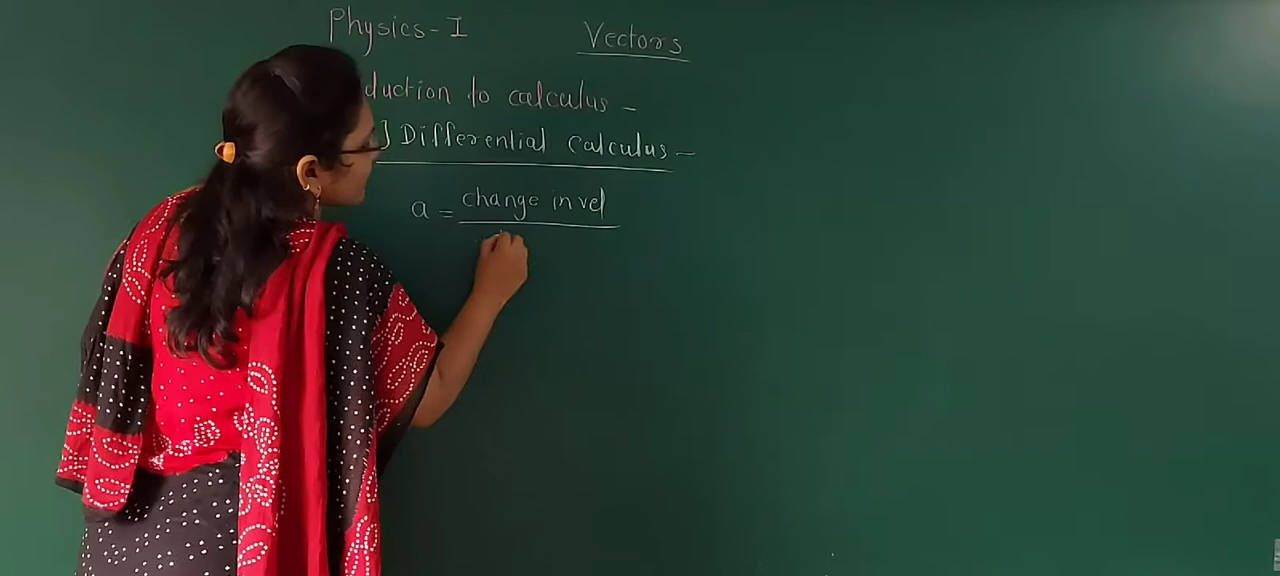 Physics-I Vectors
duction to calculus -
] Differential calculus -
a = change in vel